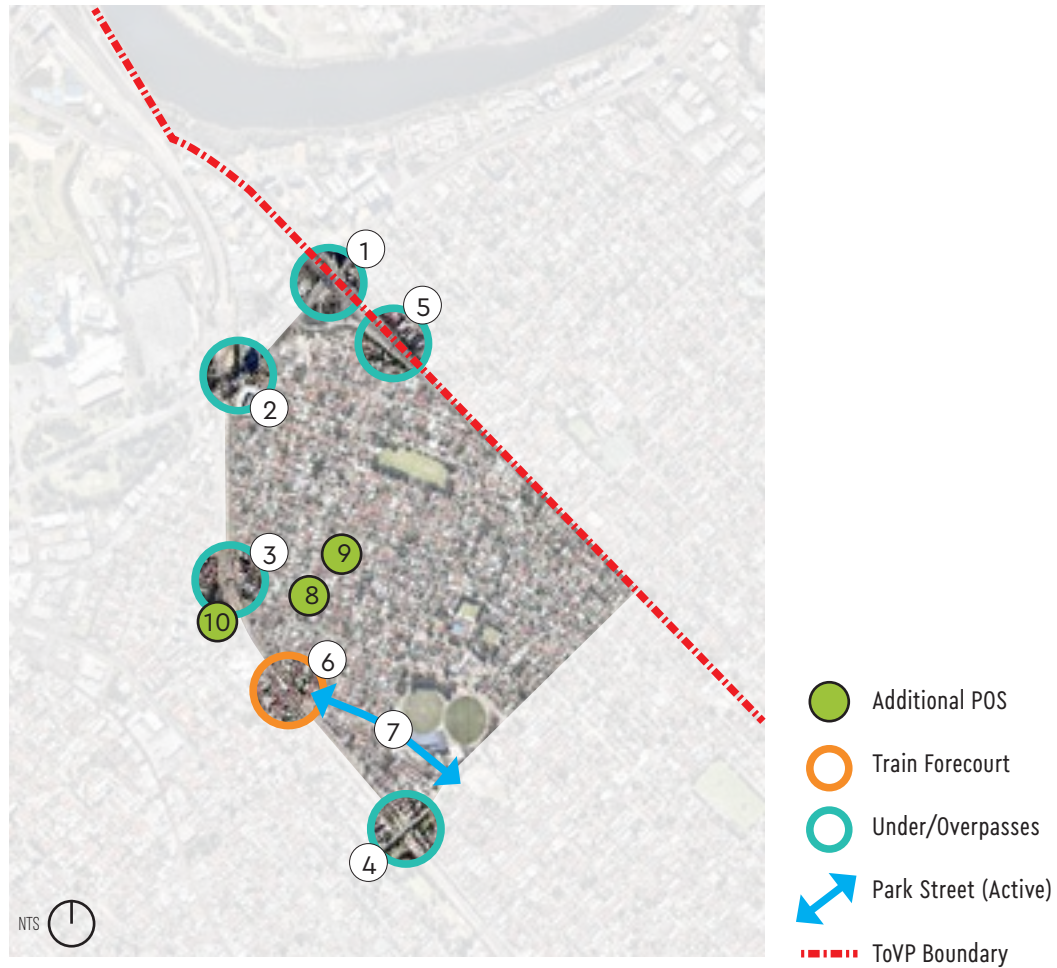 1
5
2
3
9
8
10
6
7
4
NTS
Additional POS
Train Forecourt
Under/Overpasses
Park Street (Active)
ToVP Boundary